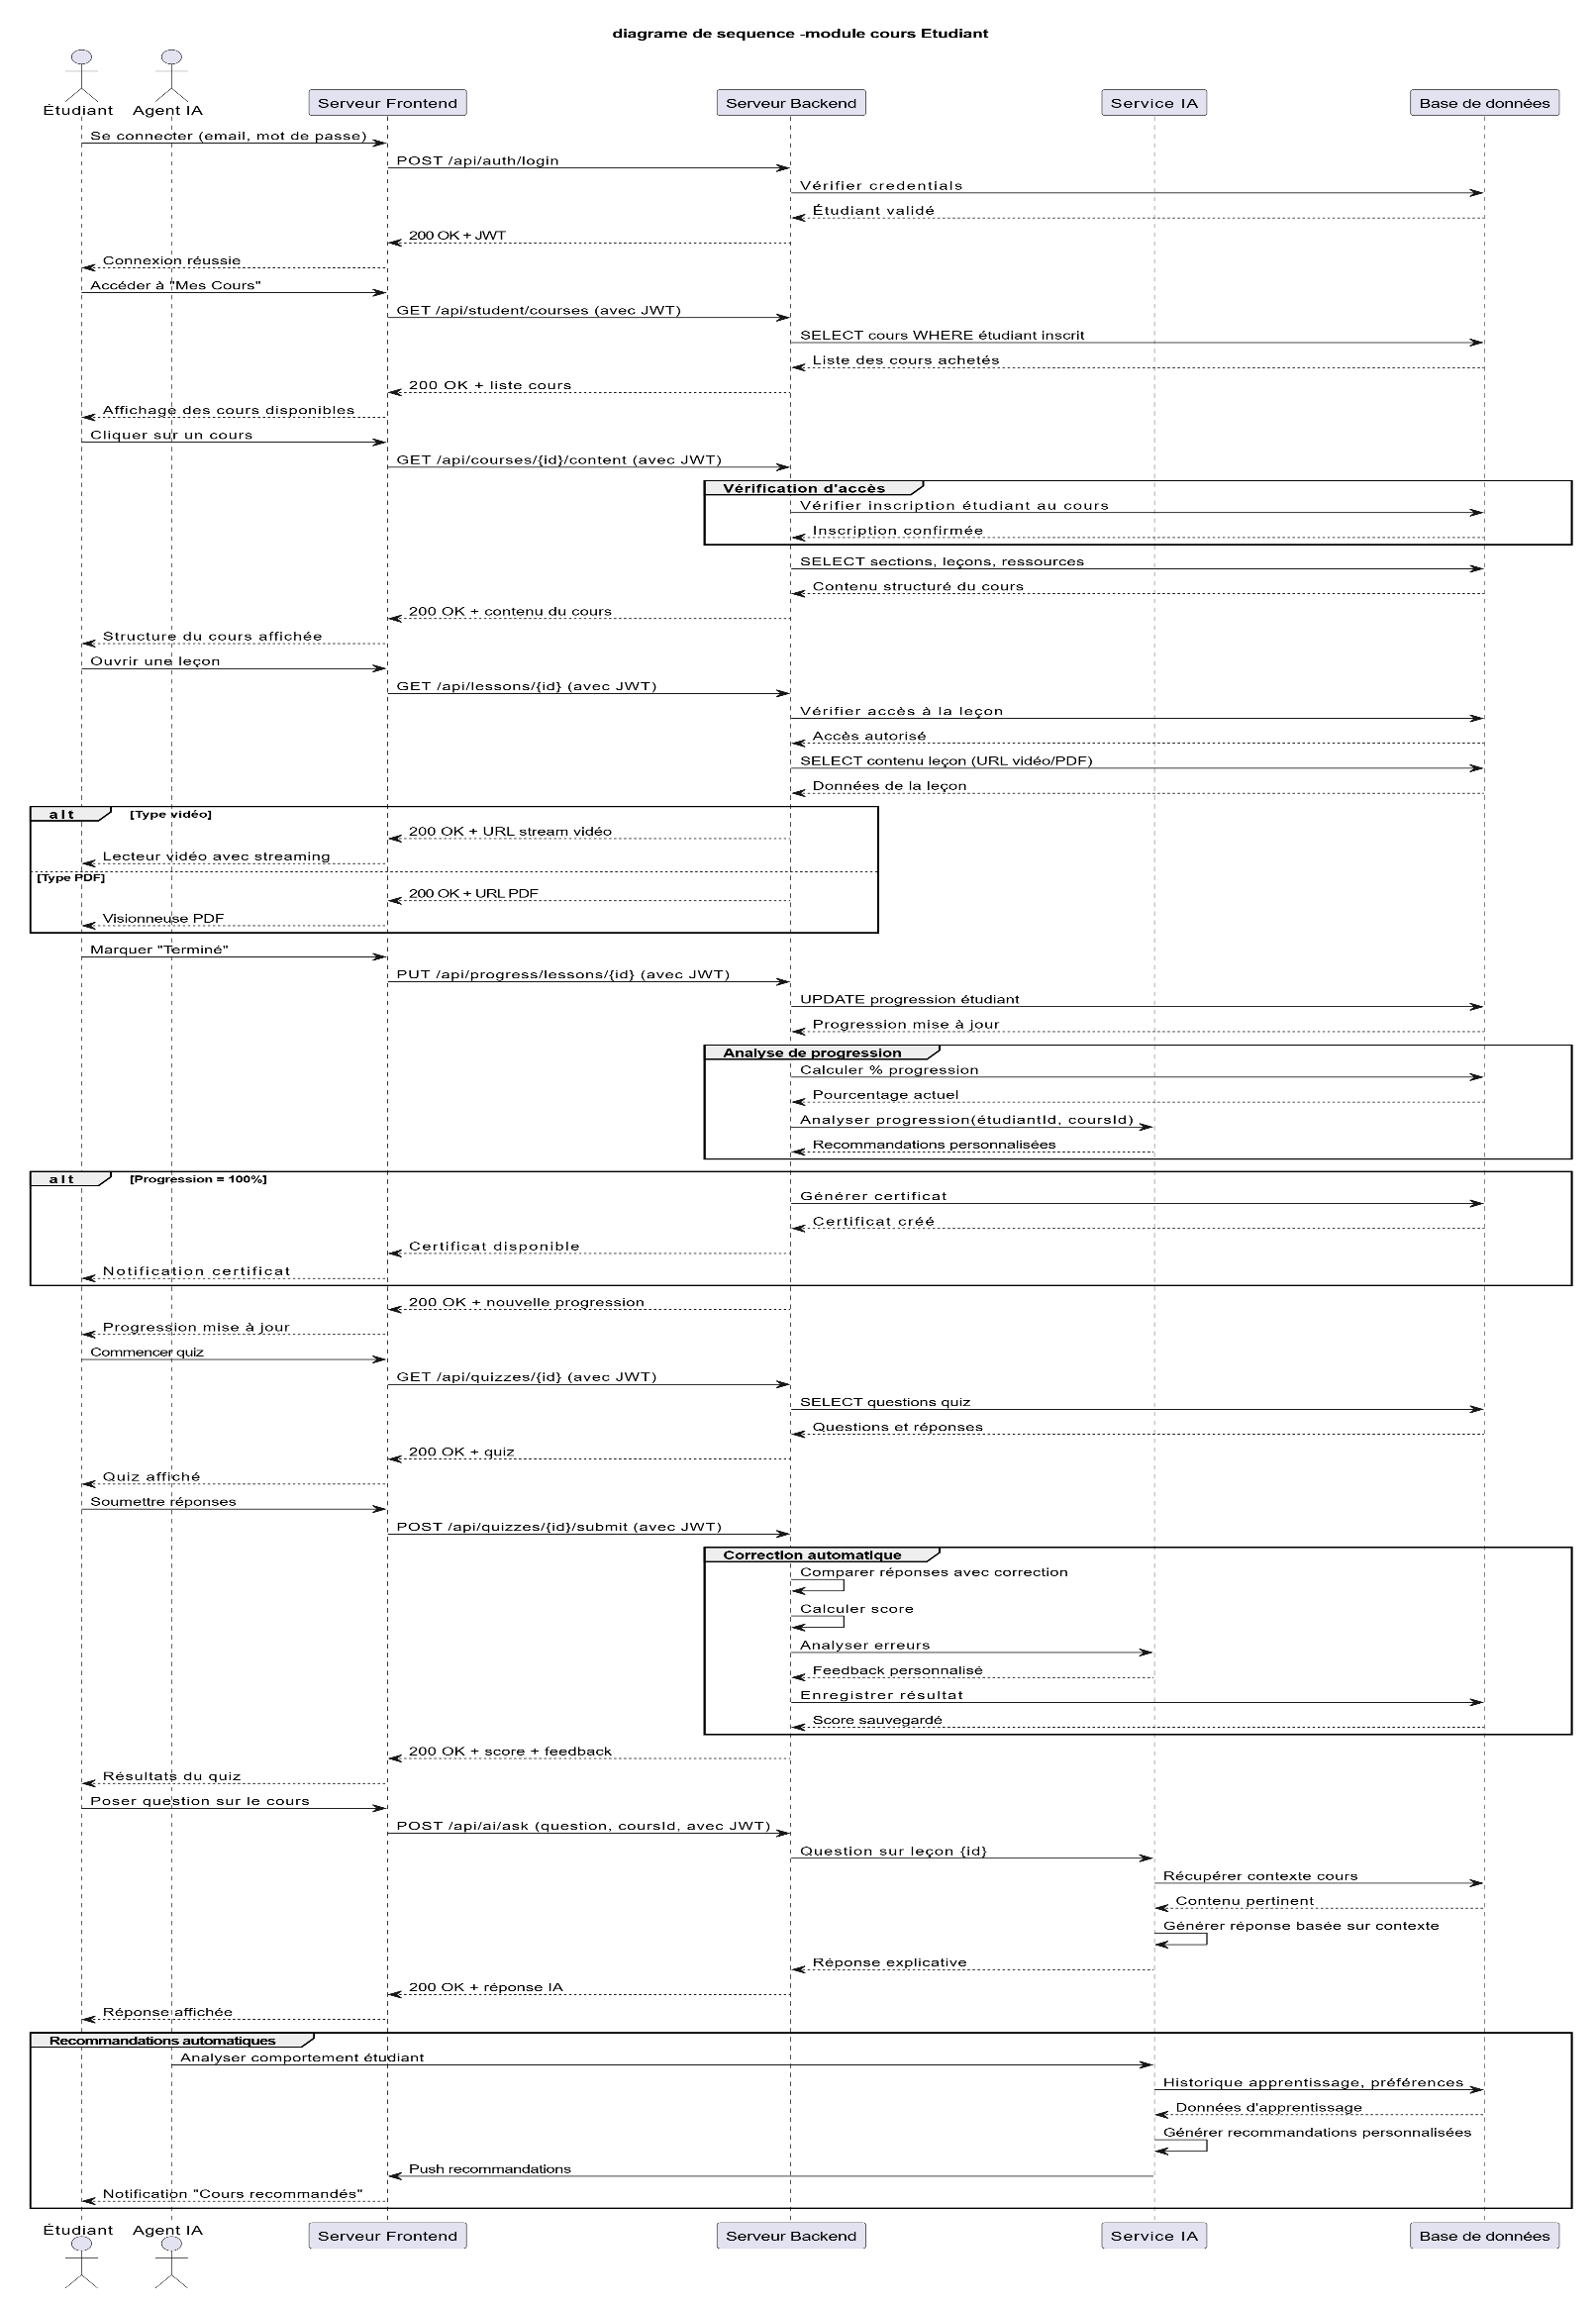 diagrame de sequence -module cours Etudiant
Étudiant
Agent IA
Serveur Frontend
Serveur Backend
Service IA
Base de données
Se connecter (email, mot de passe)
POST /api/auth/login
Vérifier credentials
Étudiant validé
200 OK + JWT
Connexion réussie
Accéder à "Mes Cours"
GET /api/student/courses (avec JWT)
SELECT cours WHERE étudiant inscrit
Liste des cours achetés
200 OK + liste cours
Affichage des cours disponibles
Cliquer sur un cours
GET /api/courses/{id}/content (avec JWT)
Vérification d'accès
Vérifier inscription étudiant au cours
Inscription confirmée
SELECT sections, leçons, ressources
Contenu structuré du cours
200 OK + contenu du cours
Structure du cours affichée
Ouvrir une leçon
GET /api/lessons/{id} (avec JWT)
Vérifier accès à la leçon
Accès autorisé
SELECT contenu leçon (URL vidéo/PDF)
Données de la leçon
alt [Type vidéo]
200 OK + URL stream vidéo
Lecteur vidéo avec streaming
[Type PDF]
200 OK + URL PDF
Visionneuse PDF
Marquer "Terminé"
PUT /api/progress/lessons/{id} (avec JWT)
UPDATE progression étudiant
Progression mise à jour
Analyse de progression
Calculer % progression
Pourcentage actuel
Analyser progression(étudiantId, coursId)
Recommandations personnalisées
alt [Progression = 100%]
Générer certificat
Certificat créé
Certificat disponible
Notification certificat
200 OK + nouvelle progression
Progression mise à jour
Commencer quiz
GET /api/quizzes/{id} (avec JWT)
SELECT questions quiz
Questions et réponses
200 OK + quiz
Quiz affiché
Soumettre réponses
POST /api/quizzes/{id}/submit (avec JWT)
Correction automatique
Comparer réponses avec correction
Calculer score
Analyser erreurs
Feedback personnalisé
Enregistrer résultat
Score sauvegardé
200 OK + score + feedback
Résultats du quiz
Poser question sur le cours
POST /api/ai/ask (question, coursId, avec JWT)
Question sur leçon {id}
Récupérer contexte cours
Contenu pertinent
Générer réponse basée sur contexte
Réponse explicative
200 OK + réponse IA
Réponse affichée
Recommandations automatiques
Analyser comportement étudiant
Historique apprentissage, préférences
Données d'apprentissage
Générer recommandations personnalisées
Push recommandations
Notification "Cours recommandés"
Étudiant
Agent IA
Serveur Frontend
Serveur Backend
Service IA
Base de données